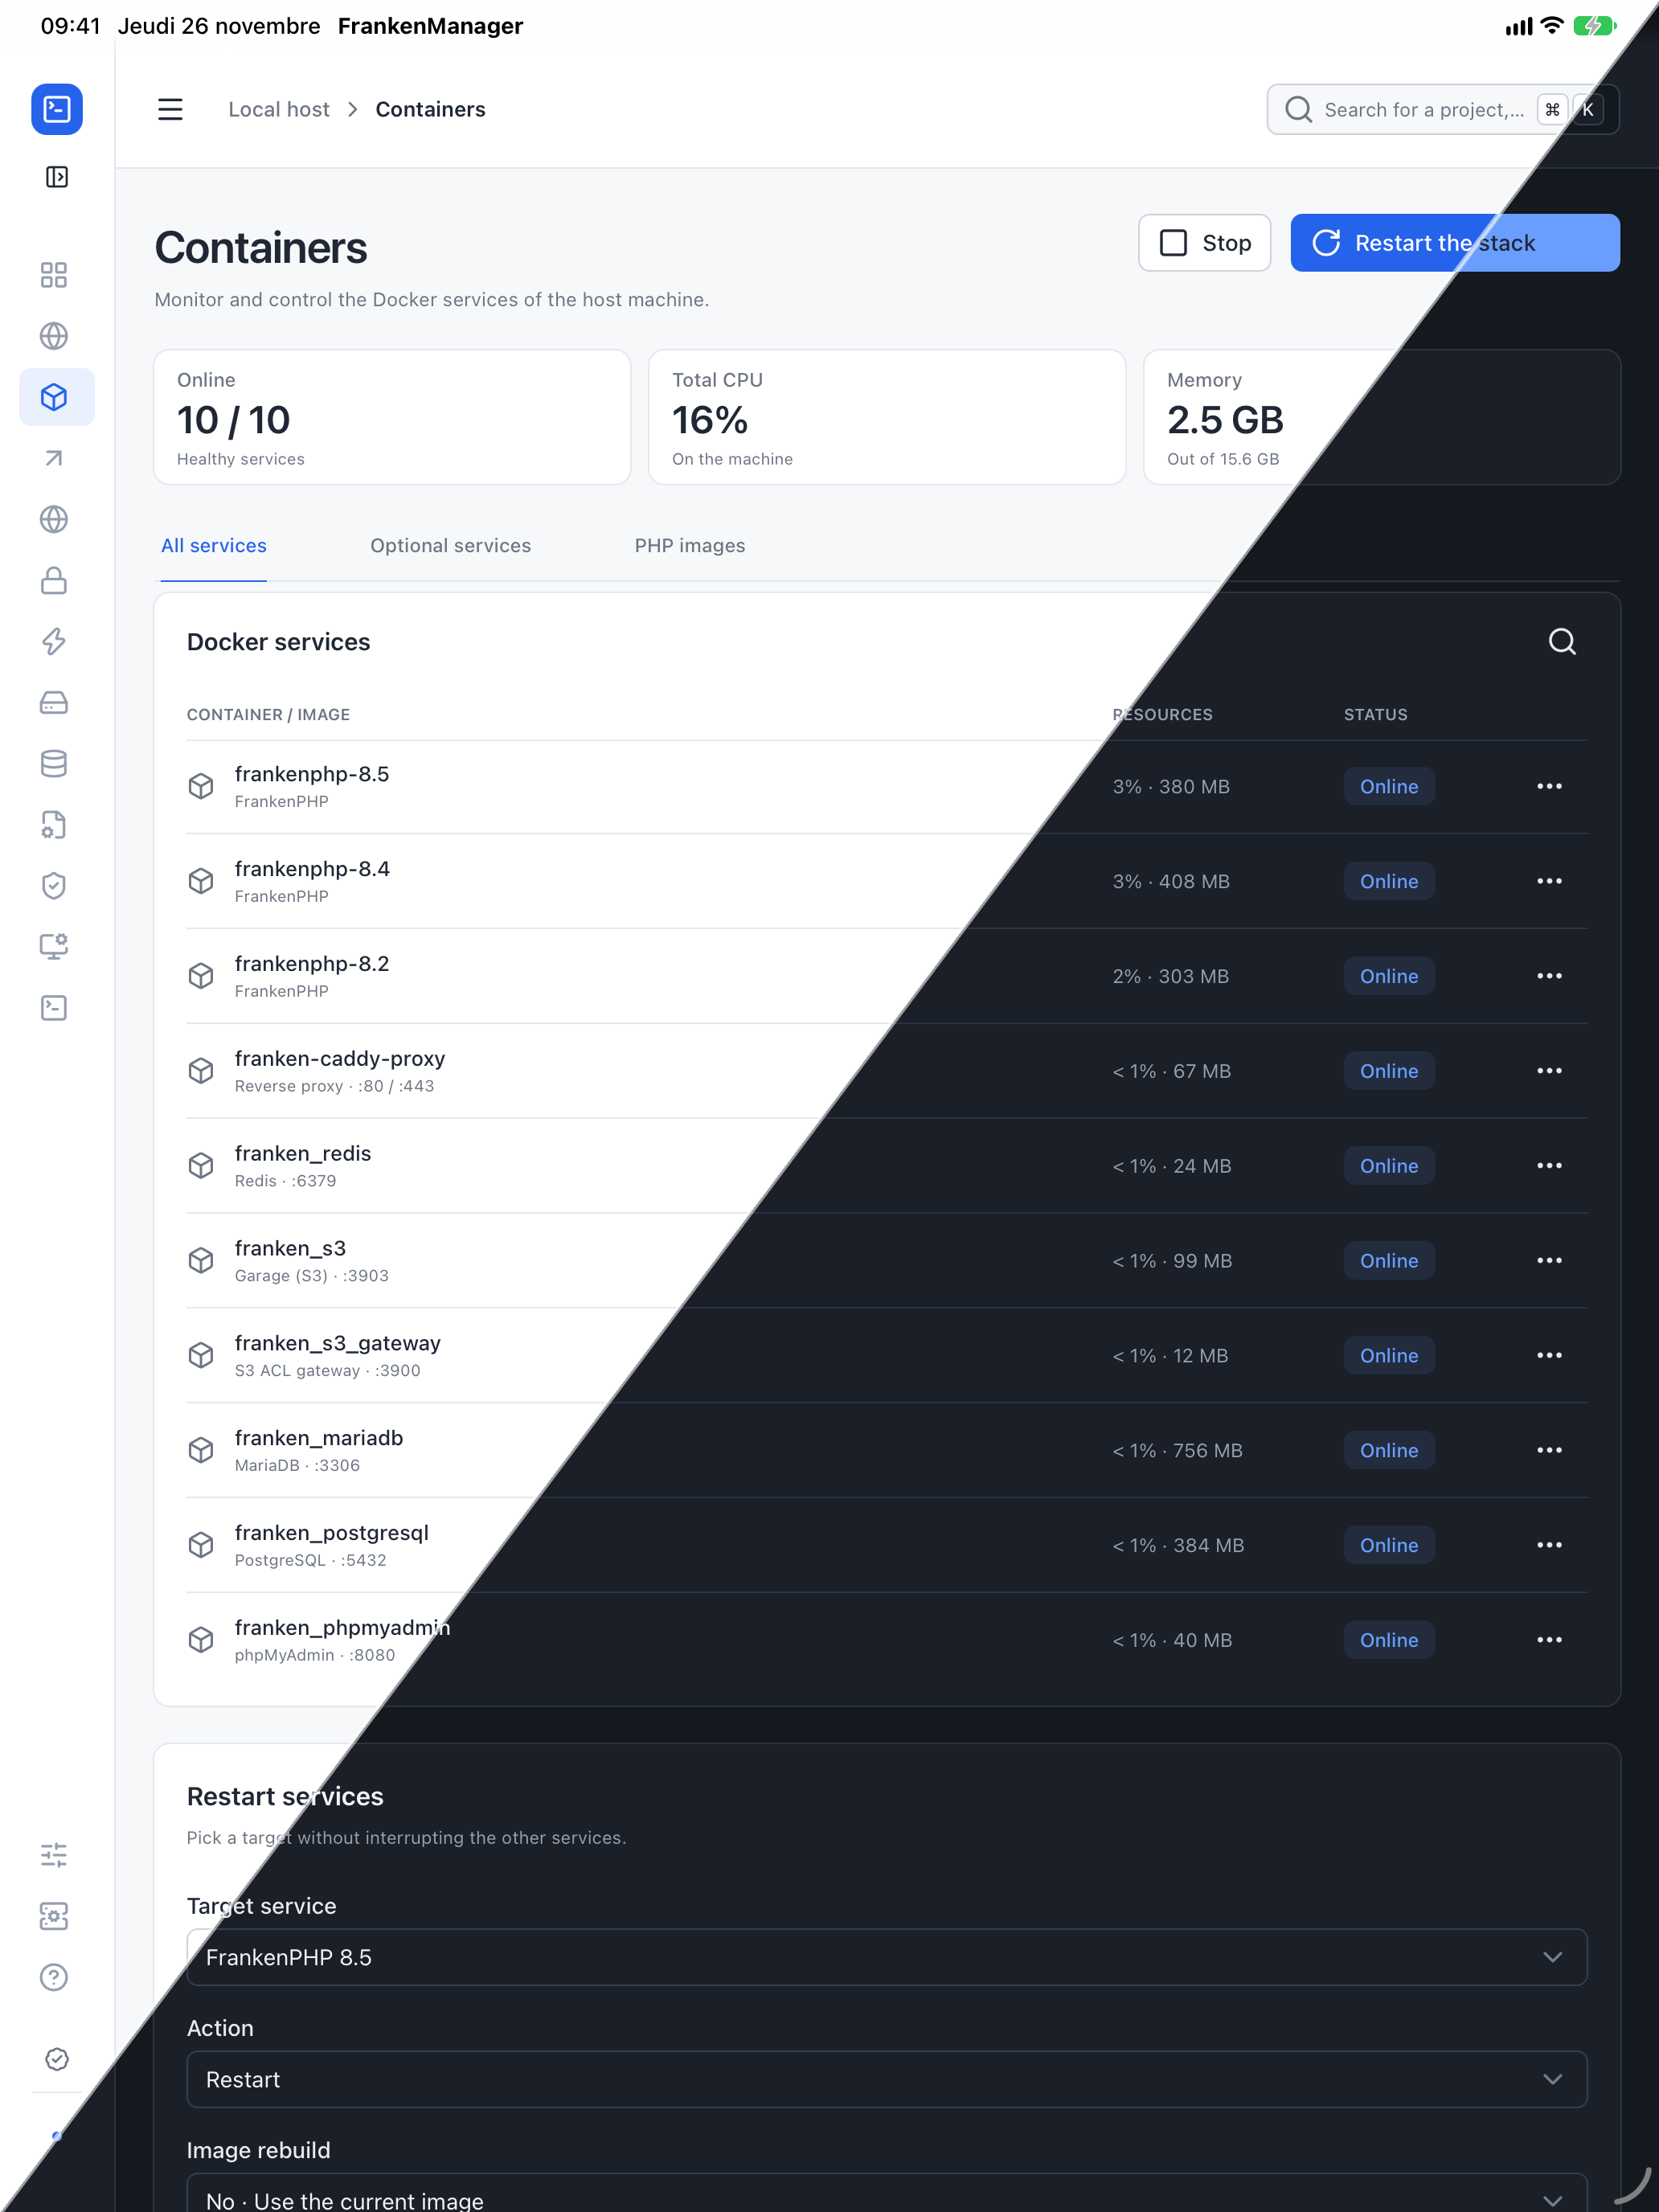 09:41 Jeudi 26 novembre FrankenManager
Local host > Containers
Search for a project,... ⌘ K
Containers
Stop
Restart the stack
Monitor and control the Docker services of the host machine.
Online
10 / 10
Healthy services
Total CPU
16%
On the machine
Memory
2.5 GB
Out of 15.6 GB
All services
Optional services
PHP images
Docker services
CONTAINER / IMAGE RESOURCES STATUS
frankenphp-8.5
FrankenPHP
3% · 380 MB
Online
frankenphp-8.4
FrankenPHP
3% · 408 MB
Online
frankenphp-8.2
FrankenPHP
2% · 303 MB
Online
franken-caddy-proxy
Reverse proxy · :80 / :443
< 1% · 67 MB
Online
franken_redis
Redis · :6379
< 1% · 24 MB
Online
franken_s3
Garage (S3) · :3903
< 1% · 99 MB
Online
franken_s3_gateway
S3 ACL gateway · :3900
< 1% · 12 MB
Online
franken_mariadb
MariaDB · :3306
< 1% · 756 MB
Online
franken_postgresql
PostgreSQL · :5432
< 1% · 384 MB
Online
franken_phpmyadmin
phpMyAdmin · :8080
< 1% · 40 MB
Online
Restart services
Pick a target without interrupting the other services.
Target service
FrankenPHP 8.5
Action
Restart
Image rebuild
No · Use the current image